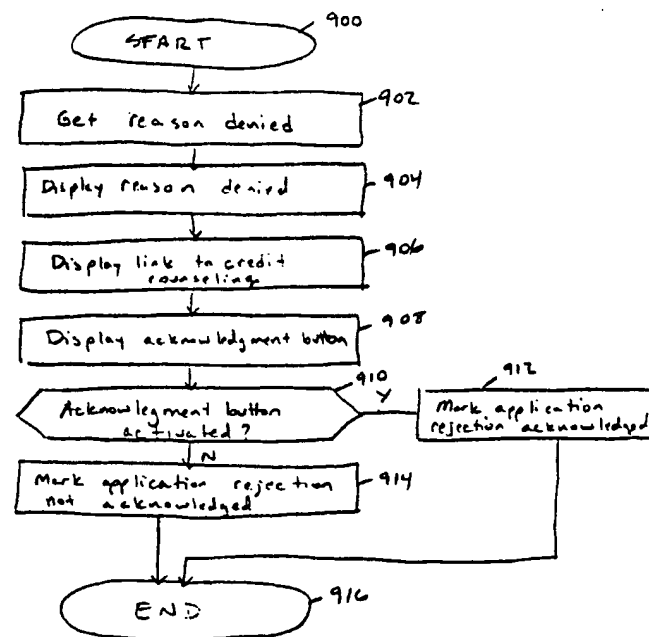 START
900
902
Get reason denied
Display reason denied
904
Display link to credit
counseling
906
Display acknowledgment button
908
910
Acknowlegment button
activated?
Y
912
Mark application
rejection acknowledged
N
Mark application rejection
not acknowledged
914
END
916